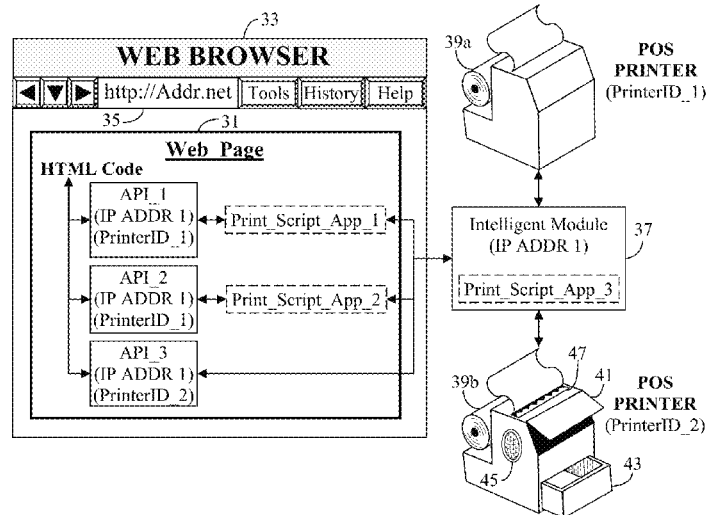 33
WEB BROWSER
http://Addr.net
Tools
History
Help
35
31
Web Page
HTML Code
API_1
(IP ADDR 1)
(PrinterID_1)
Print_Script_App_1
API_2
(IP ADDR 1)
(PrinterID_1)
Print_Script_App_2
API_3
(IP ADDR 1)
(PrinterID_2)
39a
POS
PRINTER
(PrinterID_1)
Intelligent Module
(IP ADDR 1)
37
Print_Script_App_3
39b
47
41
POS
PRINTER
(PrinterID_2)
45
43